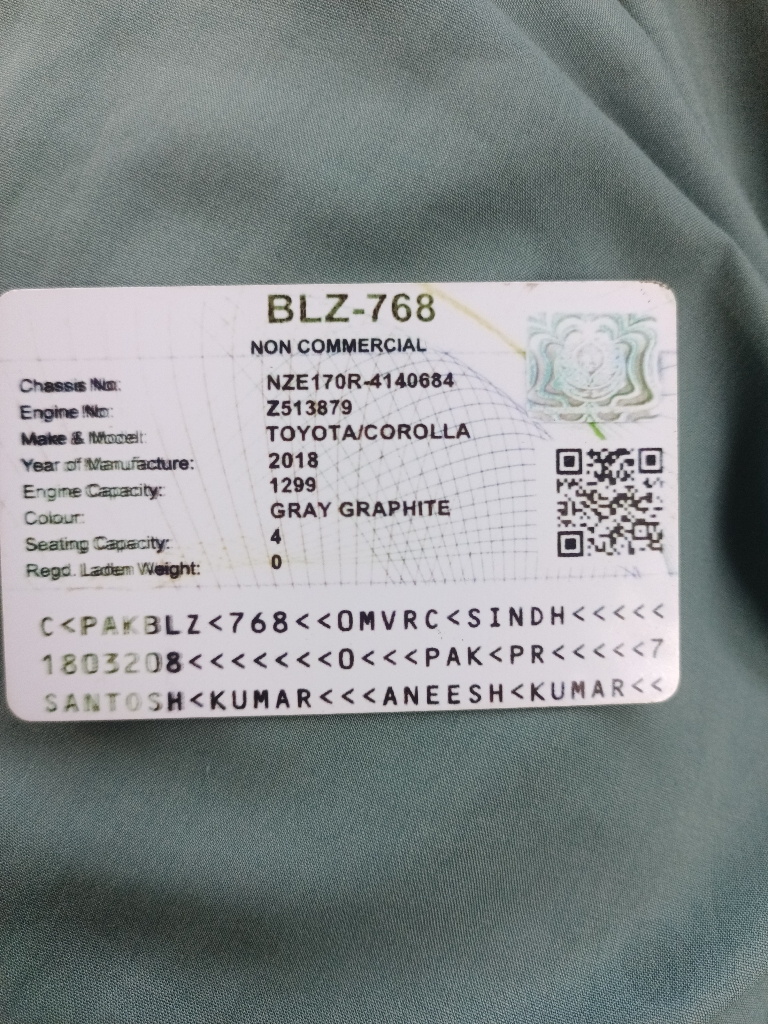 BLZ-768
NON COMMERCIAL
Chassis No: NZE170R-4140684
Engine No: Z513879
Make & Model: TOYOTA/COROLLA
Year of Manufacture: 2018
Engine Capacity: 1299
Colour: GRAY GRAPHITE
Seating Capacity: 4
Regd. Laden Weight: 0
C<PAKBLZ<768<<OMVRC<SINDH<<<<<
1803208<<<<<<<O<<<PAK<PR<<<<<7
SANTOSH<KUMAR<<<ANEESH<KUMAR<<